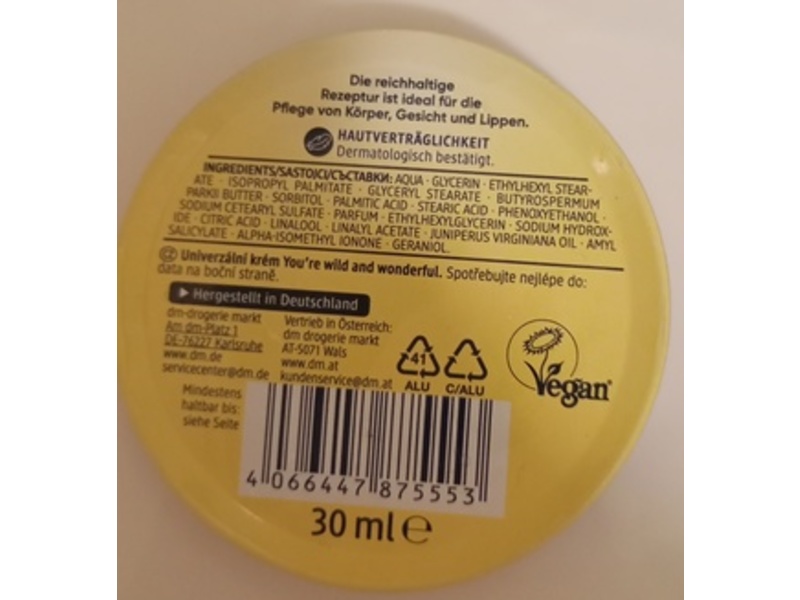 Die reichhaltige
Rezeptur ist ideal für die
Pflege von Körper, Gesicht und Lippen.
HAUTVERTRÄGLICHKEIT
Dermatologisch bestätigt.
INGREDIENTS/SASTOJCI/СЪСТАВКИ: AQUA · GLYCERIN · ETHYLHEXYL STEAR-
ATE · ISOPROPYL PALMITATE · GLYCERYL STEARATE · BUTYROSPERMUM
PARKII BUTTER · SORBITOL · PALMITIC ACID · STEARIC ACID · PHENOXYETHANOL ·
SODIUM CETEARYL SULFATE · PARFUM · ETHYLHEXYLGLYCERIN · SODIUM HYDROX-
IDE · CITRIC ACID · LINALOOL · LINALYL ACETATE · JUNIPERUS VIRGINIANA OIL · AMYL
SALICYLATE · ALPHA-ISOMETHYL IONONE · GERANIOL.
CZ Univerzální krém You're wild and wonderful. Spotřebujte nejlépe do:
data na boční straně.
Hergestellt in Deutschland
dm-drogerie markt
Am dm-Platz 1
DE-76227 Karlsruhe
www.dm.de
servicecenter@dm.de
Vertrieb in Österreich:
dm drogerie markt
AT-5071 Wals
www.dm.at
kundenservice@dm.at
41
ALU
C/ALU
Vegan
Mindestens
haltbar bis:
siehe Seite
4 066447 875553
30 ml ℮